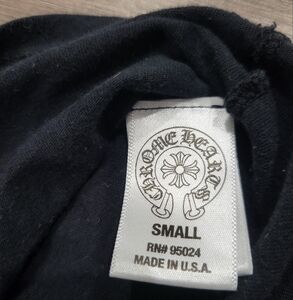 CHROME HEARTS
SMALL
RN# 95024
MADE IN U.S.A.